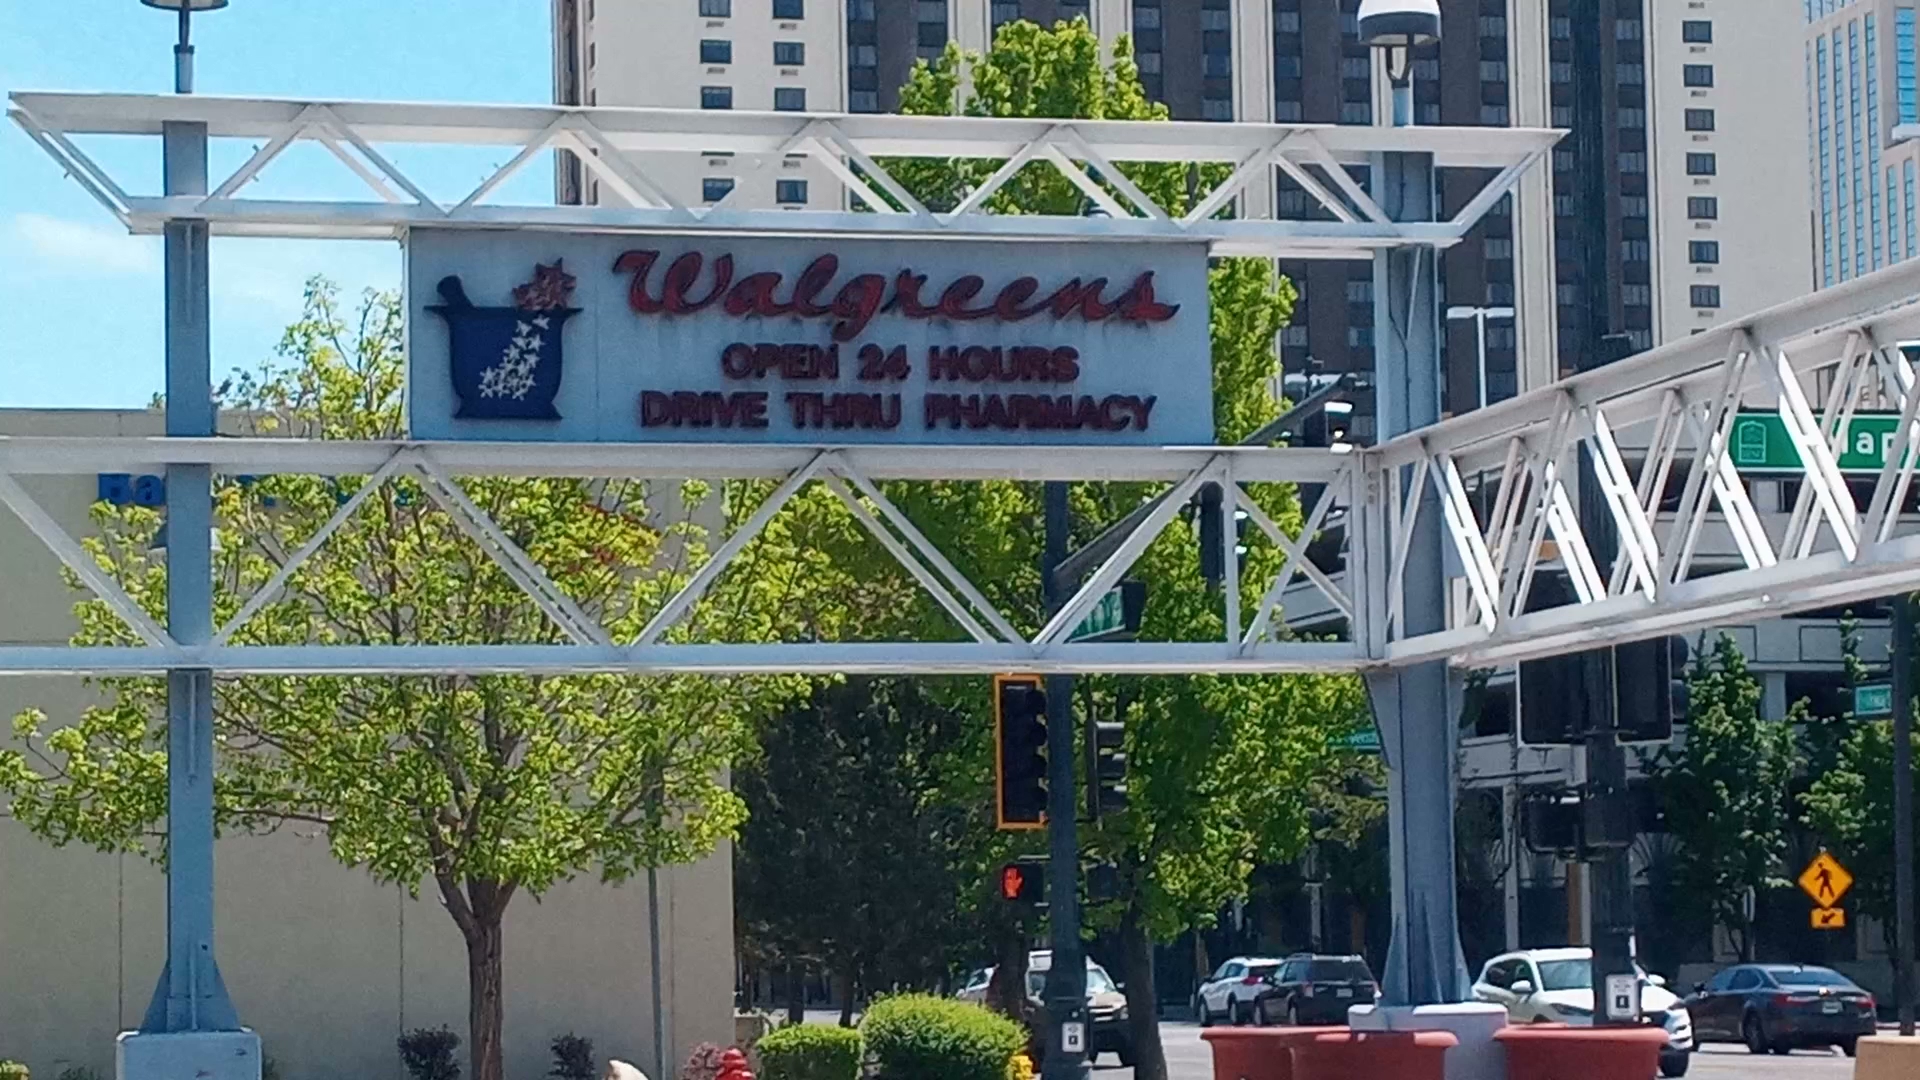 Walgreens
OPEN 24 HOURS
DRIVE THRU PHARMACY